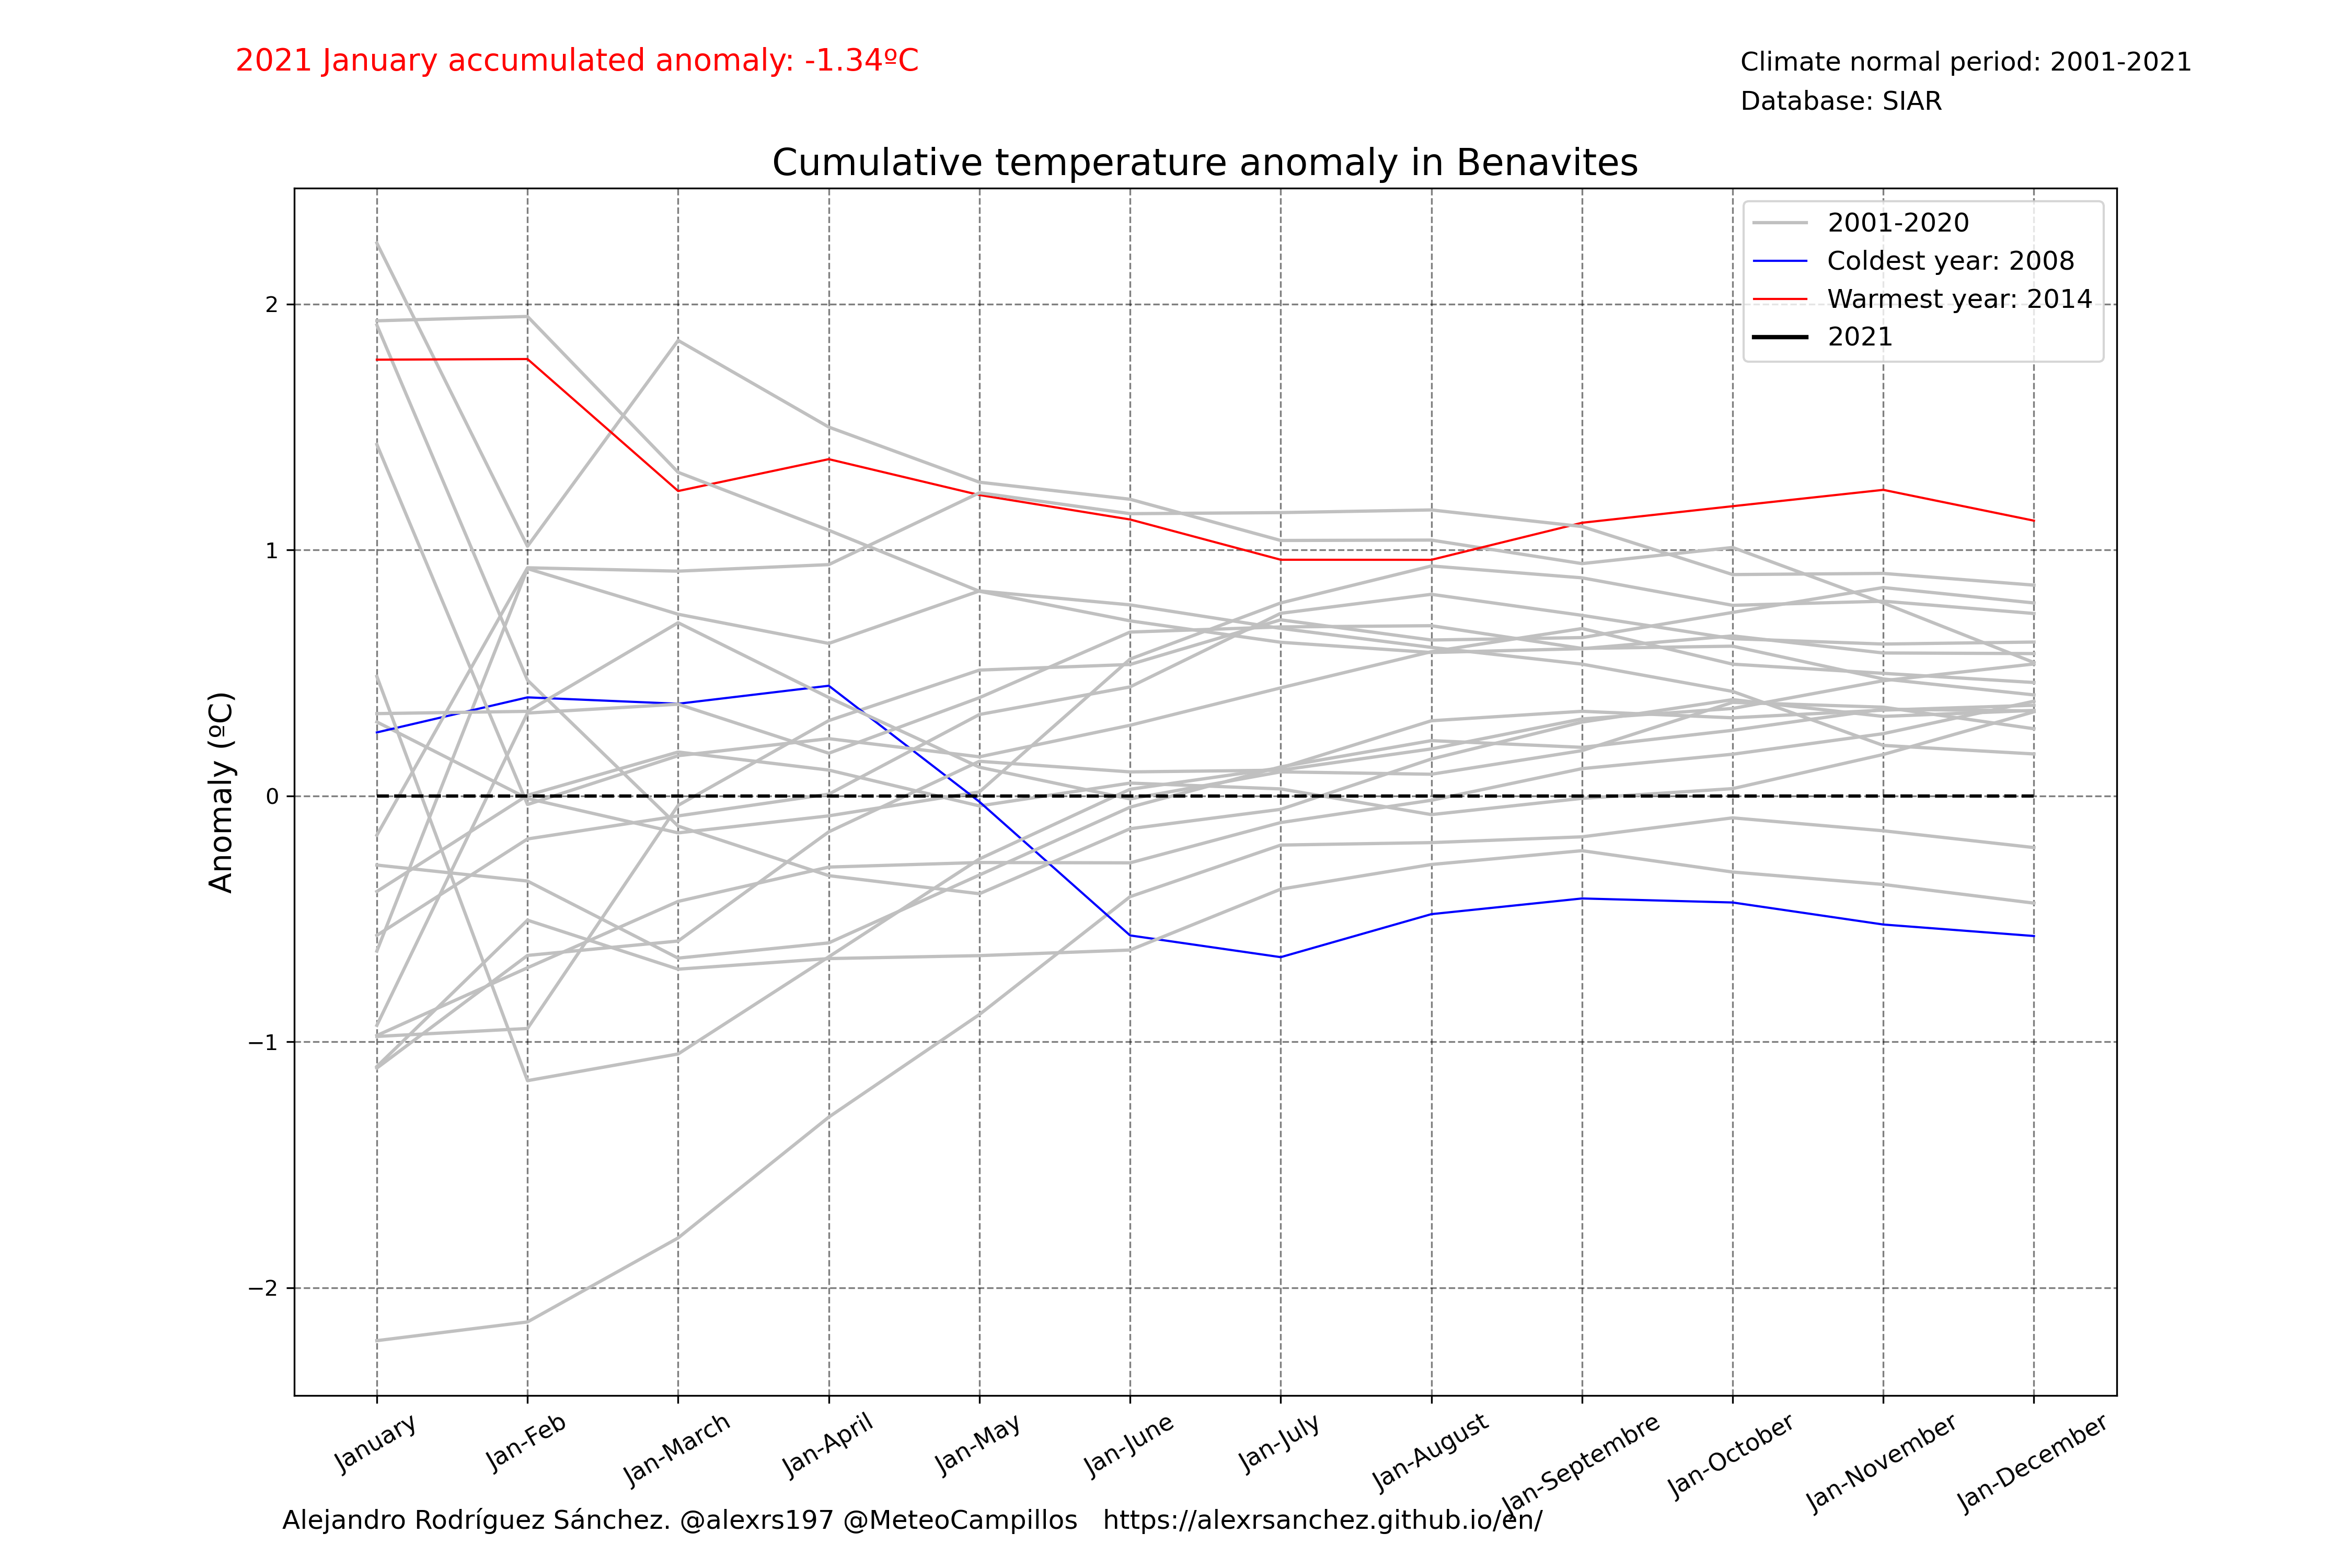 2021 January accumulated anomaly: -1.34ºC
Climate normal period: 2001-2021
Database: SIAR
Cumulative temperature anomaly in Benavites
2001-2020
Coldest year: 2008
Warmest year: 2014
2021
Anomaly (ºC)
2
1
0
−1
−2
January
Jan-Feb
Jan-March
Jan-April
Jan-May
Jan-June
Jan-July
Jan-August
Jan-Septembre
Jan-October
Jan-November
Jan-December
Alejandro Rodríguez Sánchez. @alexrs197 @MeteoCampillos   https://alexrsanchez.github.io/en/